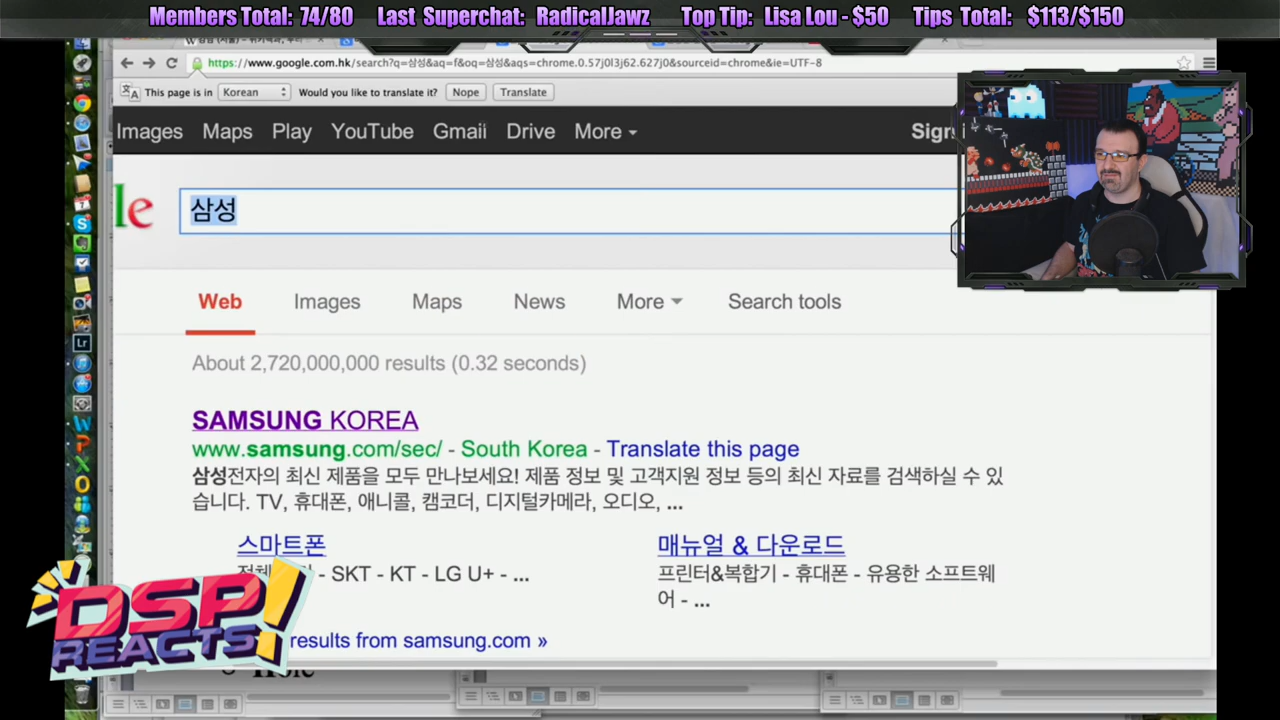 Members Total: 74/80 Last Superchat: RadicalJawz Top Tip: Lisa Lou - $50 Tips Total: $113/$150
https://www.google.com.hk/search?q=삼성&aq=f&oq=삼성&aqs=chrome.0.57j0l3j62.627j0&sourceid=chrome&ie=UTF-8
This page is in Korean Would you like to translate it? Nope Translate
Images Maps Play YouTube Gmail Drive More
le 삼성
Web Images Maps News More Search tools
About 2,720,000,000 results (0.32 seconds)
SAMSUNG KOREA
www.samsung.com/sec/ - South Korea - Translate this page
삼성전자의 최신 제품을 모두 만나보세요! 제품 정보 및 고객지원 정보 등의 최신 자료를 검색하실 수 있
습니다. TV, 휴대폰, 애니콜, 캠코더, 디지털카메라, 오디오, ...
스마트폰 매뉴얼 & 다운로드
- SKT - KT - LG U+ - ... 프린터&복합기 - 휴대폰 - 유용한 소프트웨
어 - ...
results from samsung.com »
DSP
REACTS!